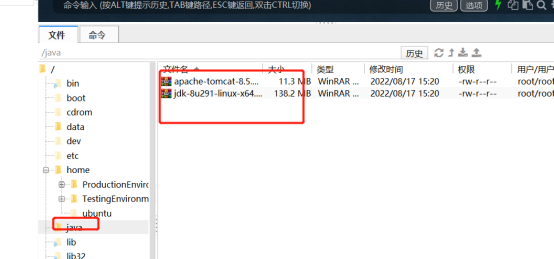 命令输入 (按ALT键提示历史,TAB键路径,ESC键返回,双击CTRL切换) 历史 选项
文件 命令
/java 历史
/ 文件名 大小 类型 修改时间 权限 用户/用户
bin apache-tomcat-8.5.... 11.3 MB WinRAR ... 2022/08/17 15:20 -rw-r--r-- root/root
boot jdk-8u291-linux-x64.... 138.2 MB WinRAR ... 2022/08/17 15:20 -rw-r--r-- root/root
cdrom
data
dev
etc
home
ProductionEnviro
TestingEnvironm
ubuntu
java
lib
lib32